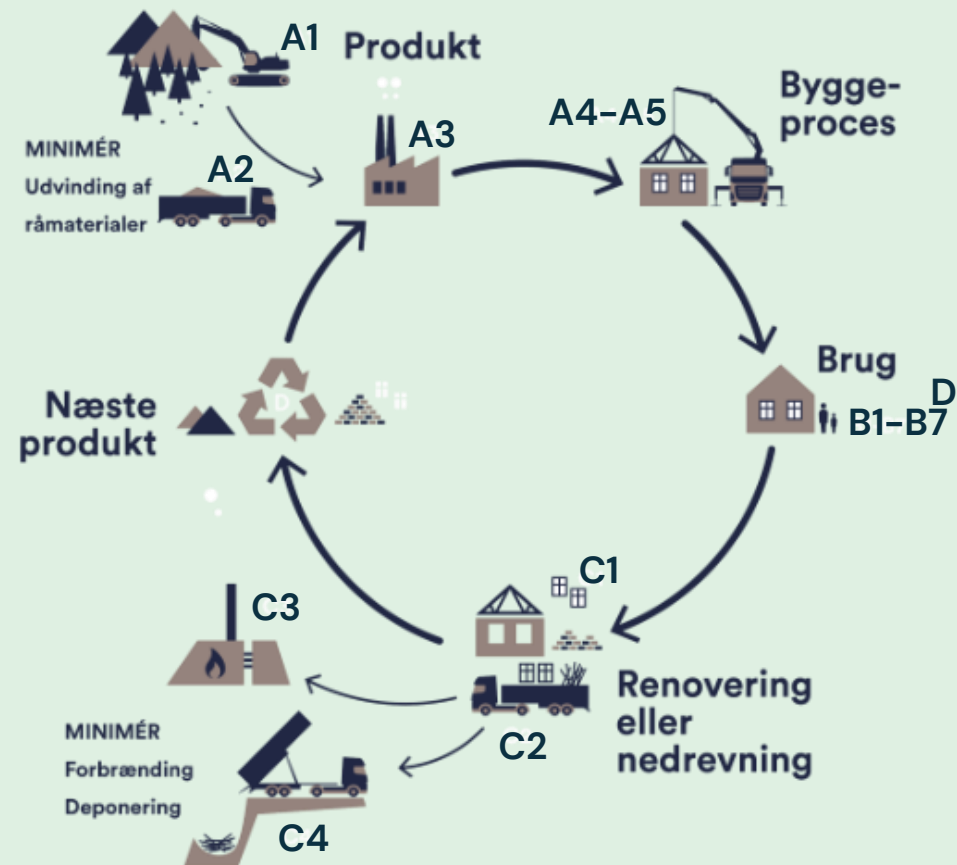 A1
Produkt
A3
A4-A5
Bygge-
proces
MINIMÉR
Udvinding af
råmaterialer
A2
Brug
D
B1-B7
Næste
produkt
D
C1
C3
Renovering
eller
nedrevning
C2
MINIMÉR
Forbrænding
Deponering
C4